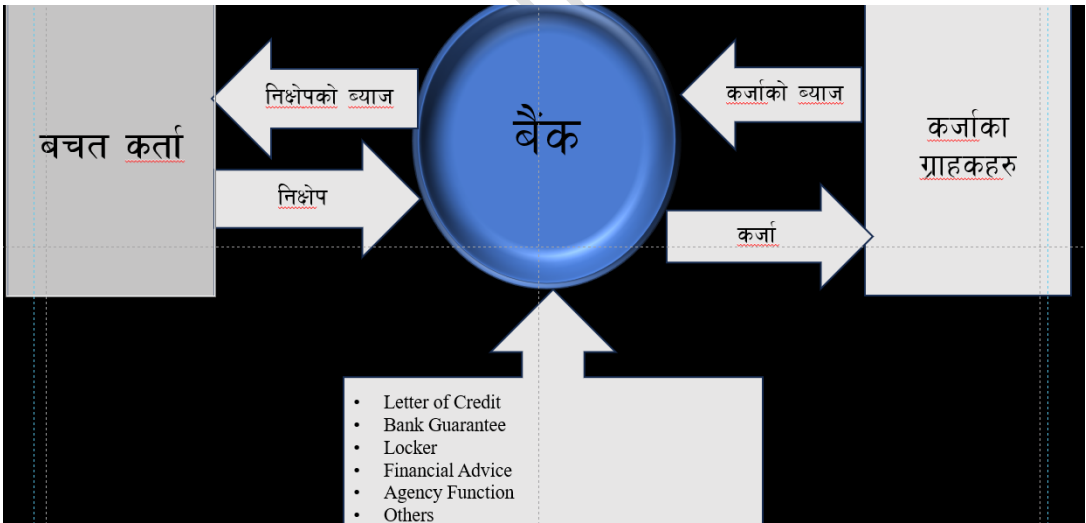 बचत कर्ता
निक्षेपको ब्याज
निक्षेप
बैंक
कर्जाको ब्याज
कर्जा
कर्जाका
ग्राहकहरु
• Letter of Credit
• Bank Guarantee
• Locker
• Financial Advice
• Agency Function
• Others